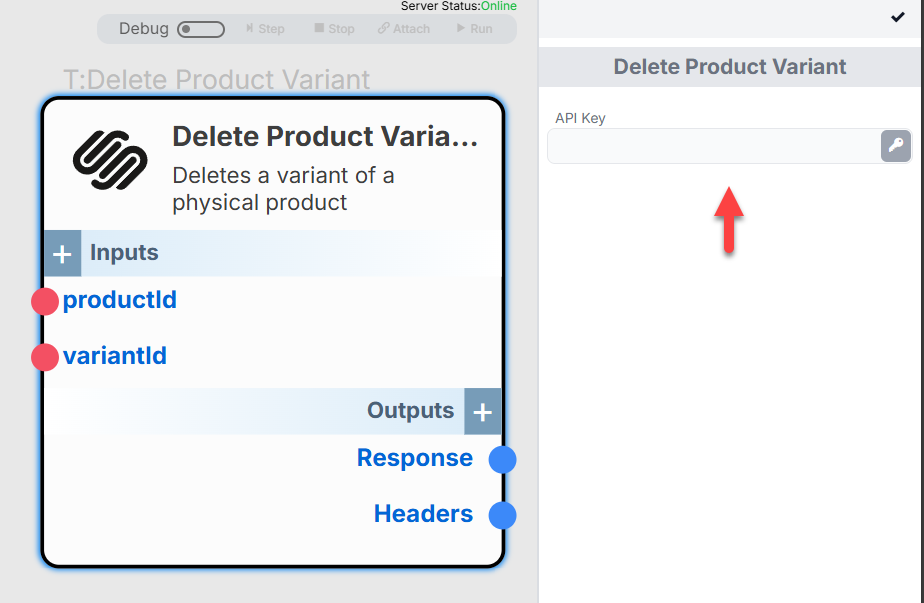 Server Status:Online
Debug
Step
Stop
Attach
Run
T:Delete Product Variant
Delete Product Varia...
Deletes a variant of a
physical product
+ Inputs
productId
variantId
Outputs +
Response
Headers
Delete Product Variant
API Key